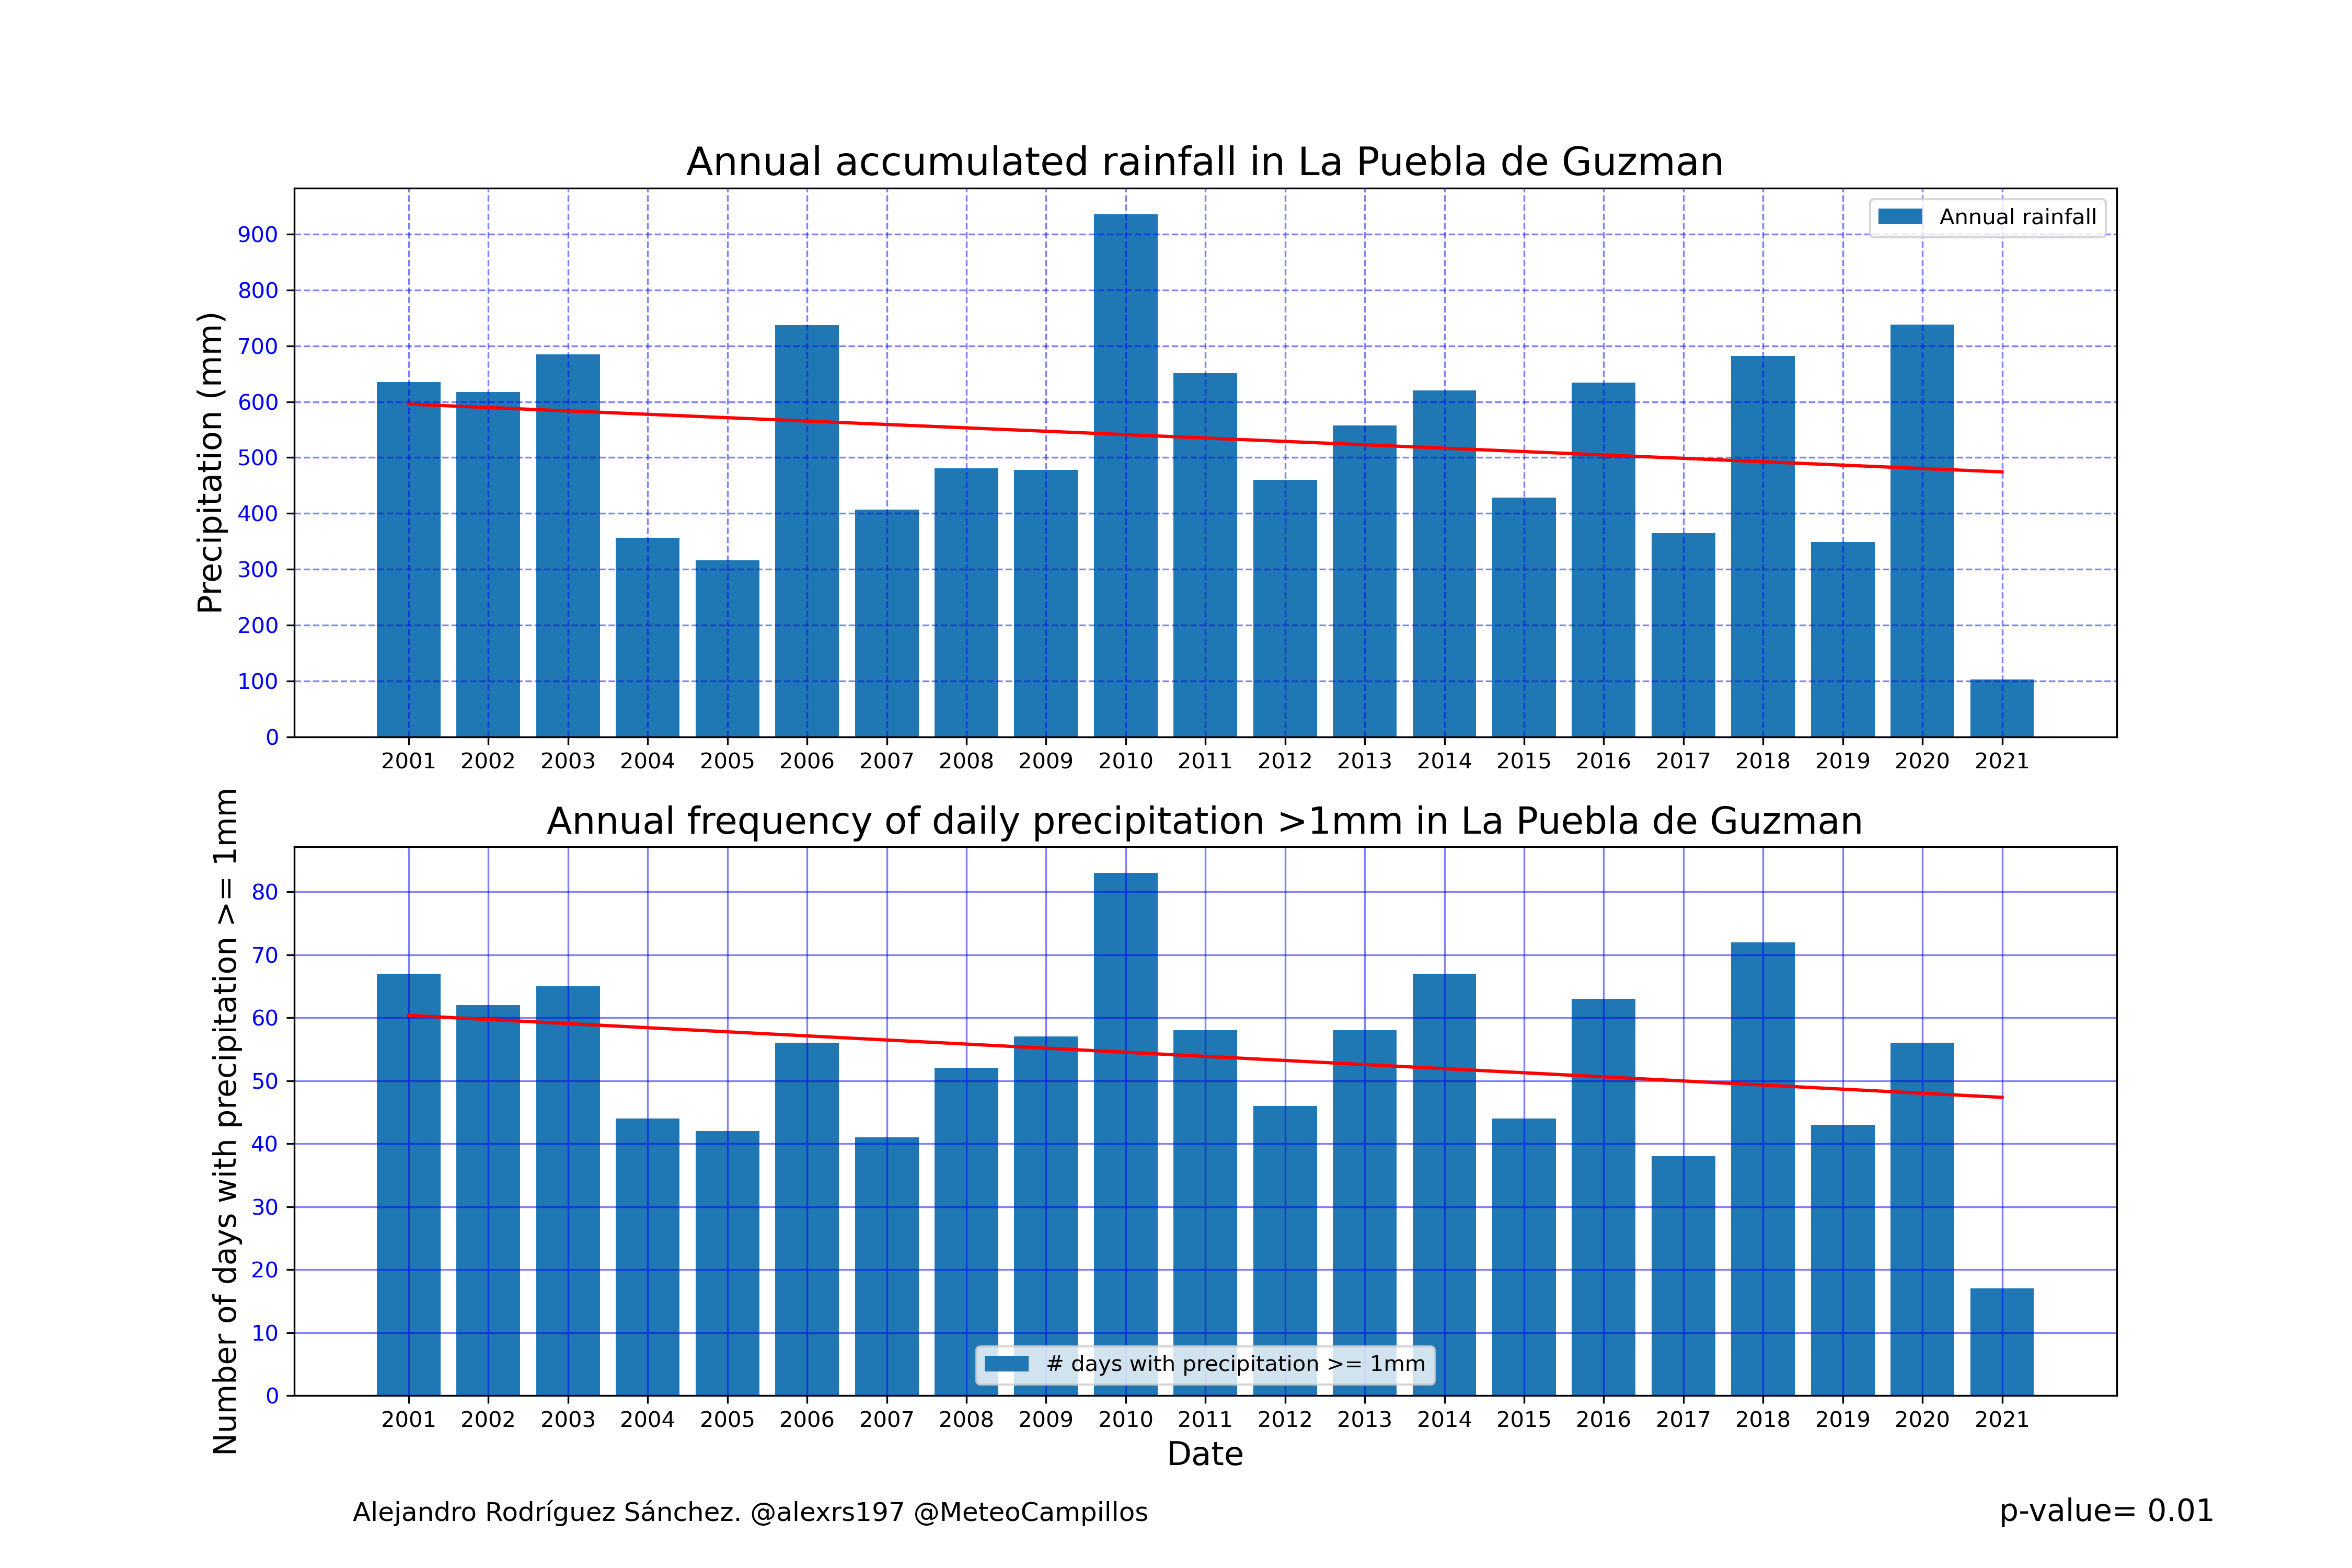 Annual accumulated rainfall in La Puebla de Guzman
Precipitation (mm)
900
800
700
600
500
400
300
200
100
0
Annual rainfall
2001 2002 2003 2004 2005 2006 2007 2008 2009 2010 2011 2012 2013 2014 2015 2016 2017 2018 2019 2020 2021
Annual frequency of daily precipitation >1mm in La Puebla de Guzman
Number of days with precipitation >= 1mm
80
70
60
50
40
30
20
10
0
# days with precipitation >= 1mm
2001 2002 2003 2004 2005 2006 2007 2008 2009 2010 2011 2012 2013 2014 2015 2016 2017 2018 2019 2020 2021
Date
Alejandro Rodríguez Sánchez. @alexrs197 @MeteoCampillos
p-value= 0.01